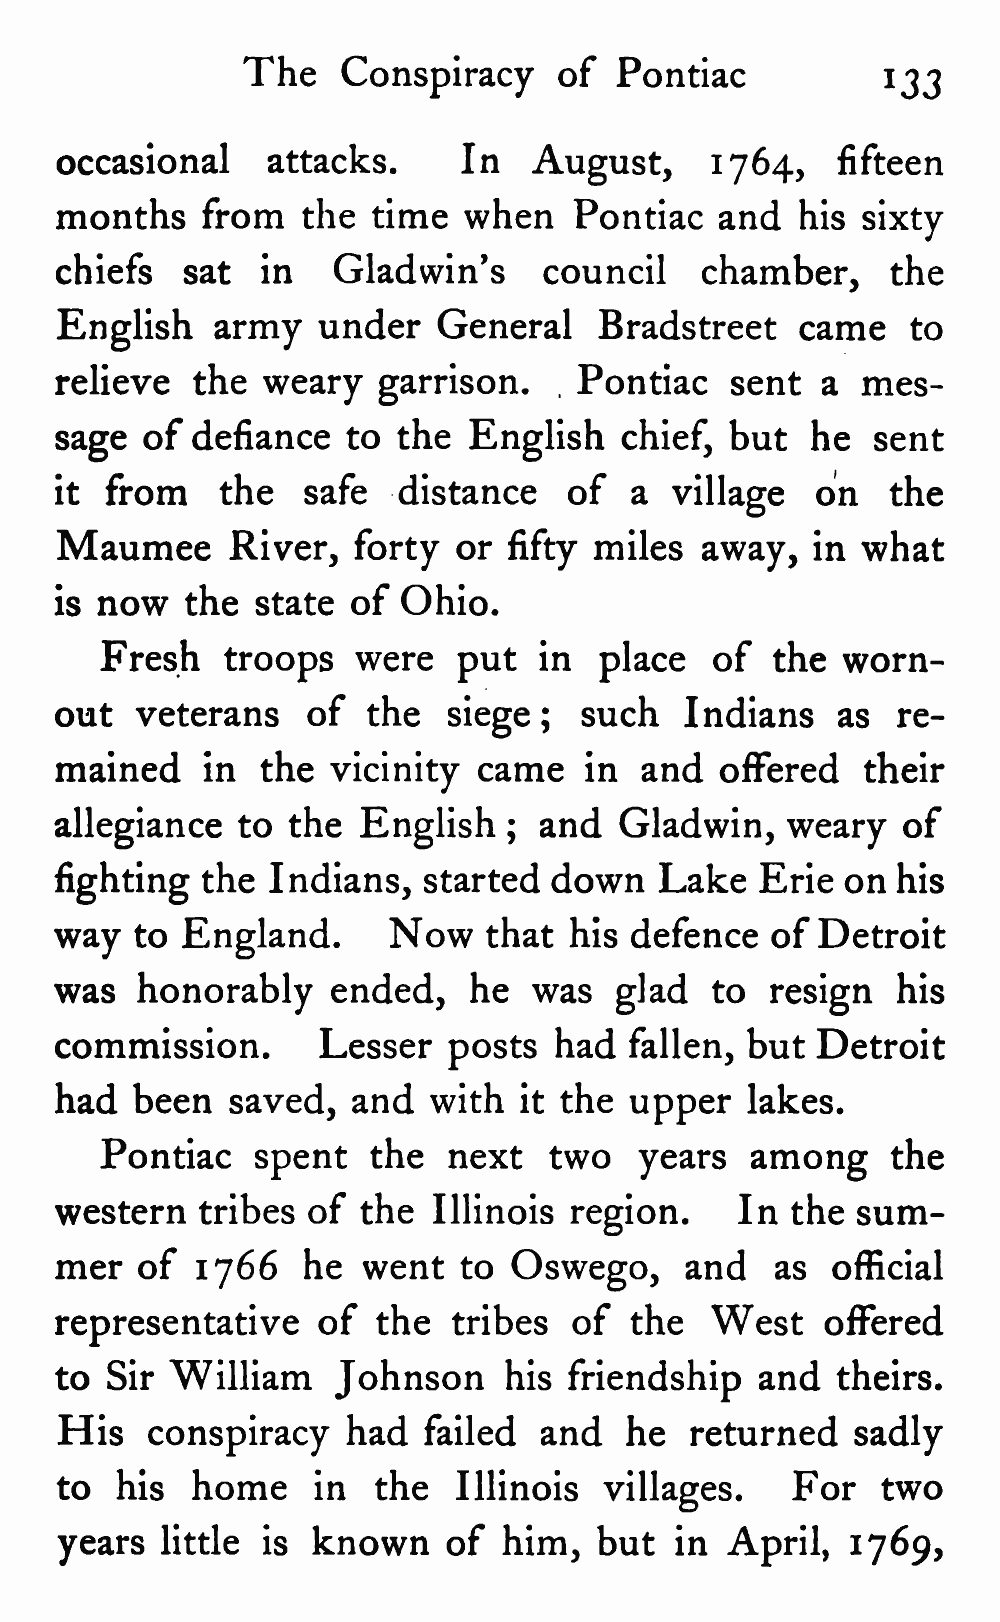 The Conspiracy of Pontiac 133
occasional attacks. In August, 1764, fifteen
months from the time when Pontiac and his sixty
chiefs sat in Gladwin's council chamber, the
English army under General Bradstreet came to
relieve the weary garrison. Pontiac sent a mes-
sage of defiance to the English chief, but he sent
it from the safe distance of a village on the
Maumee River, forty or fifty miles away, in what
is now the state of Ohio.
Fresh troops were put in place of the worn-
out veterans of the siege; such Indians as re-
mained in the vicinity came in and offered their
allegiance to the English; and Gladwin, weary of
fighting the Indians, started down Lake Erie on his
way to England. Now that his defence of Detroit
was honorably ended, he was glad to resign his
commission. Lesser posts had fallen, but Detroit
had been saved, and with it the upper lakes.
Pontiac spent the next two years among the
western tribes of the Illinois region. In the sum-
mer of 1766 he went to Oswego, and as official
representative of the tribes of the West offered
to Sir William Johnson his friendship and theirs.
His conspiracy had failed and he returned sadly
to his home in the Illinois villages. For two
years little is known of him, but in April, 1769,